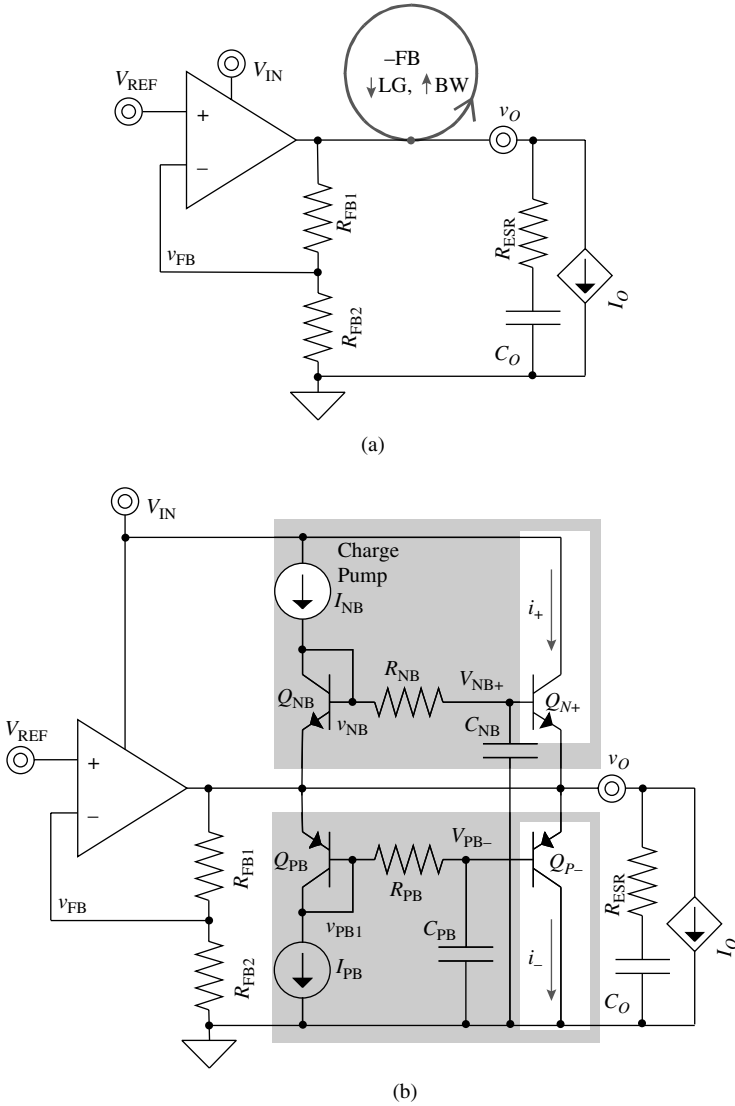 –FB
↓LG, ↑BW
V_REF
V_IN
v_O
+
–
R_FB1
R_ESR
v_FB
I_O
R_FB2
C_O
(a)
V_IN
Charge
Pump
I_NB
i_+
R_NB
V_NB+
Q_NB
Q_N+
v_NB
C_NB
V_REF
v_O
+
–
V_PB–
Q_PB
Q_P–
R_FB1
R_PB
R_ESR
v_FB
v_PB1
C_PB
I_O
R_FB2
I_PB
i_–
C_O
(b)